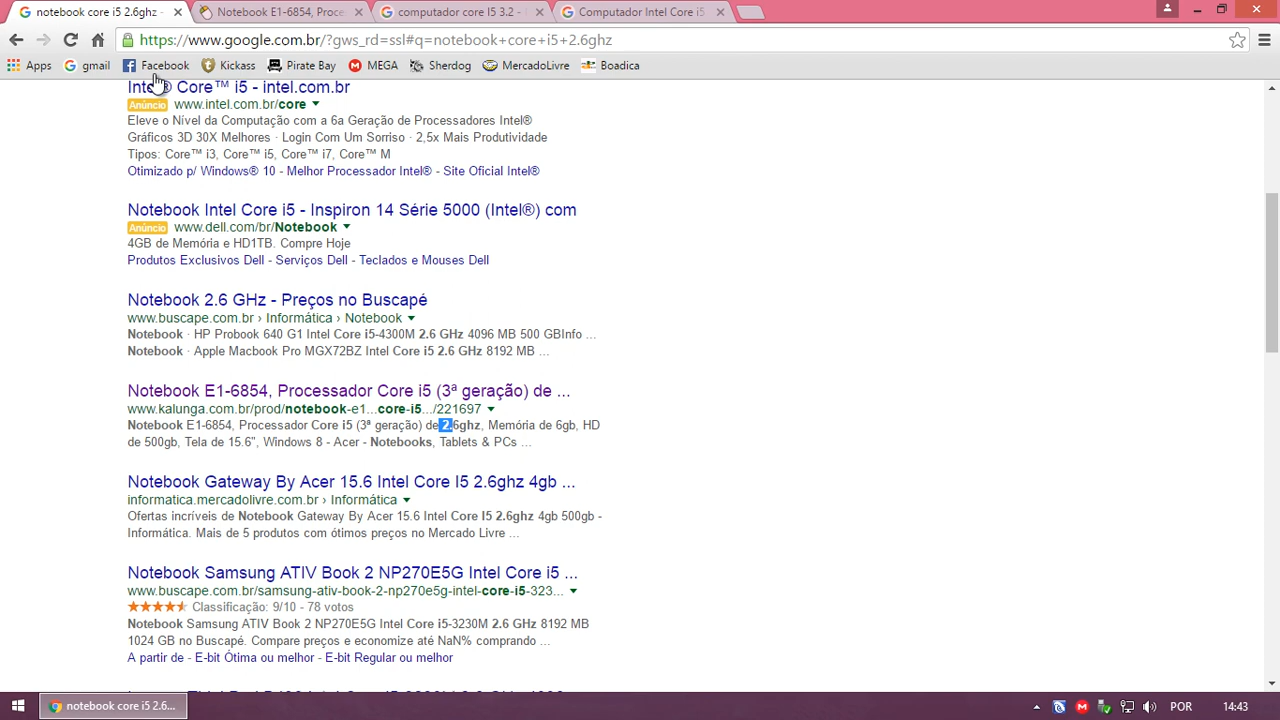 notebook core i5 2.6ghz -
Notebook E1-6854, Proce
computador core I5 3.2 -
Computador Intel Core i5
https://www.google.com.br/?gws_rd=ssl#q=notebook+core+i5+2.6ghz
Apps gmail Facebook Kickass Pirate Bay MEGA Sherdog MercadoLivre Boadica
Intel® Core™ i5 - intel.com.br
Anúncio www.intel.com.br/core
Eleve o Nível da Computação com a 6a Geração de Processadores Intel®
Gráficos 3D 30X Melhores · Login Com Um Sorriso · 2,5x Mais Produtividade
Tipos: Core™ i3, Core™ i5, Core™ i7, Core™ M
Otimizado p/ Windows® 10 - Melhor Processador Intel® - Site Oficial Intel®
Notebook Intel Core i5 - Inspiron 14 Série 5000 (Intel®) com
Anúncio www.dell.com/br/Notebook
4GB de Memória e HD1TB. Compre Hoje
Produtos Exclusivos Dell - Serviços Dell - Teclados e Mouses Dell
Notebook 2.6 GHz - Preços no Buscapé
www.buscape.com.br › Informática › Notebook
Notebook · HP Probook 640 G1 Intel Core i5-4300M 2.6 GHz 4096 MB 500 GBInfo ...
Notebook · Apple Macbook Pro MGX72BZ Intel Core i5 2.6 GHz 8192 MB ...
Notebook E1-6854, Processador Core i5 (3ª geração) de ...
www.kalunga.com.br/prod/notebook-e1...core-i5.../221697
Notebook E1-6854, Processador Core i5 (3ª geração) de 2.6ghz, Memória de 6gb, HD
de 500gb, Tela de 15.6", Windows 8 - Acer - Notebooks, Tablets & PCs ...
Notebook Gateway By Acer 15.6 Intel Core I5 2.6ghz 4gb ...
informatica.mercadolivre.com.br › Informática
Ofertas incríveis de Notebook Gateway By Acer 15.6 Intel Core I5 2.6ghz 4gb 500gb -
Informática. Mais de 5 produtos com ótimos preços no Mercado Livre ...
Notebook Samsung ATIV Book 2 NP270E5G Intel Core i5 ...
www.buscape.com.br/samsung-ativ-book-2-np270e5g-intel-core-i5-323...
Classificação: 9/10 - 78 votos
Notebook Samsung ATIV Book 2 NP270E5G Intel Core i5-3230M 2.6 GHz 8192 MB
1024 GB no Buscapé. Compare preços e economize até NaN% comprando ...
A partir de - E-bit Ótima ou melhor - E-bit Regular ou melhor
notebook core i5 2.6... POR 14:43